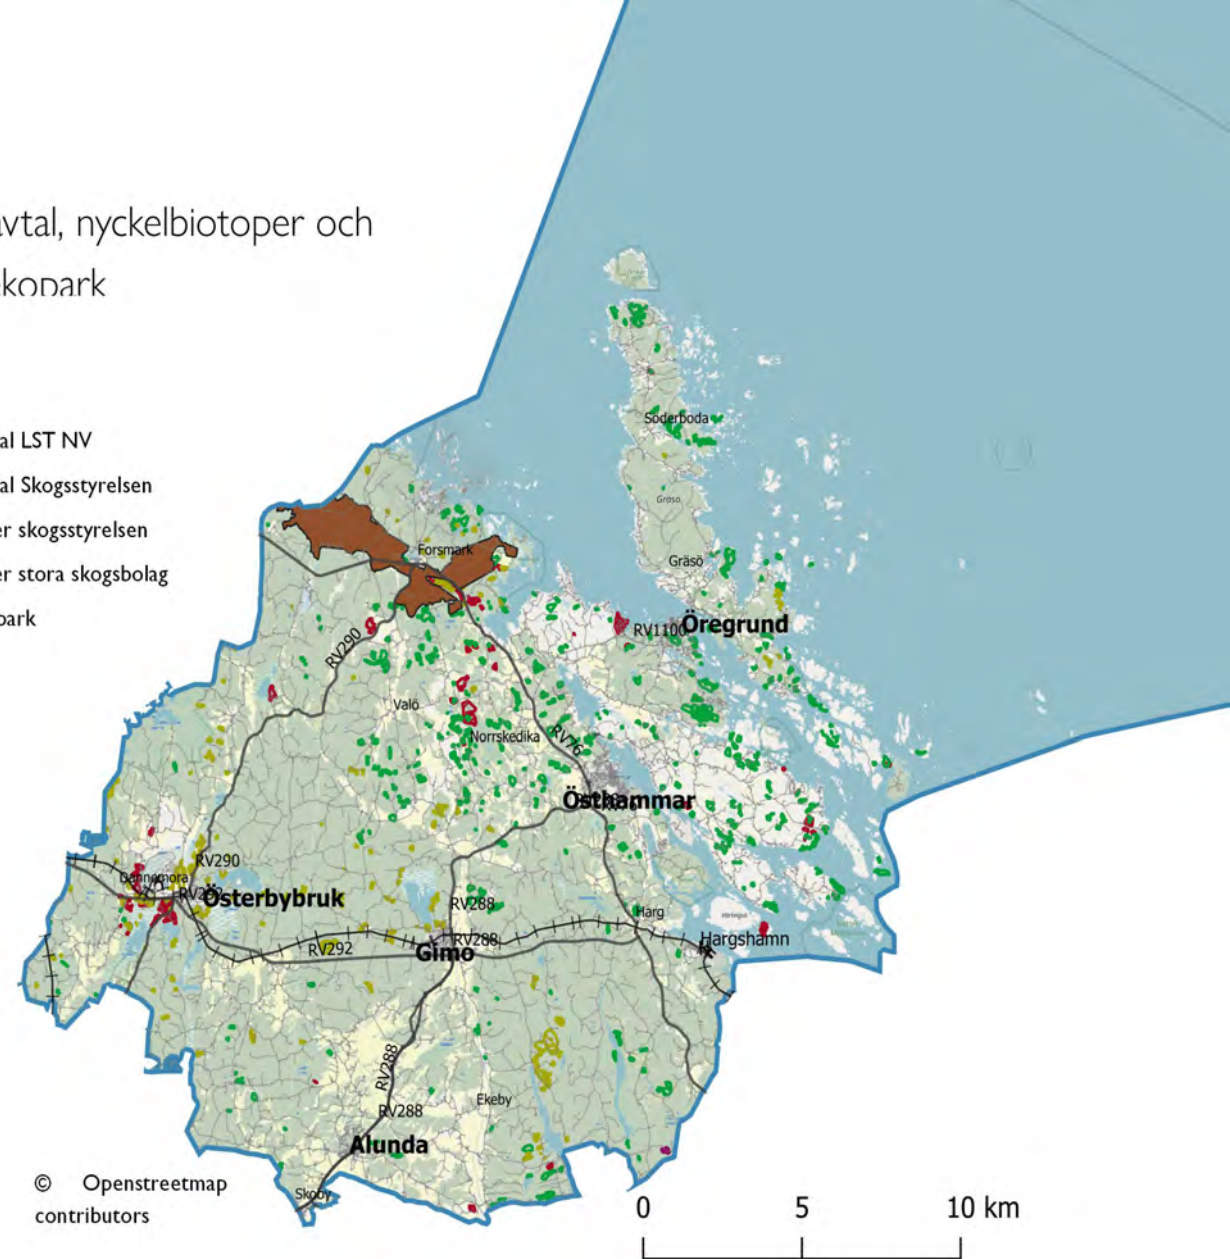 avtal, nyckelbiotoper och
ekopark
al LST NV
al Skogsstyrelsen
er skogsstyrelsen
er stora skogsbolag
park
Söderboda
Gräsö
Forsmark
Gräsö
RV1100
Öregrund
RV290
Valö
Norrskedika
RV76
Östhammar
RV290
Dannemora
Österbybruk
RV288
Harg
RV288
Hargshamn
RV292
Gimo
RV288
Ekeby
RV288
Alunda
© Openstreetmap
contributors
Skoby
0 5 10 km